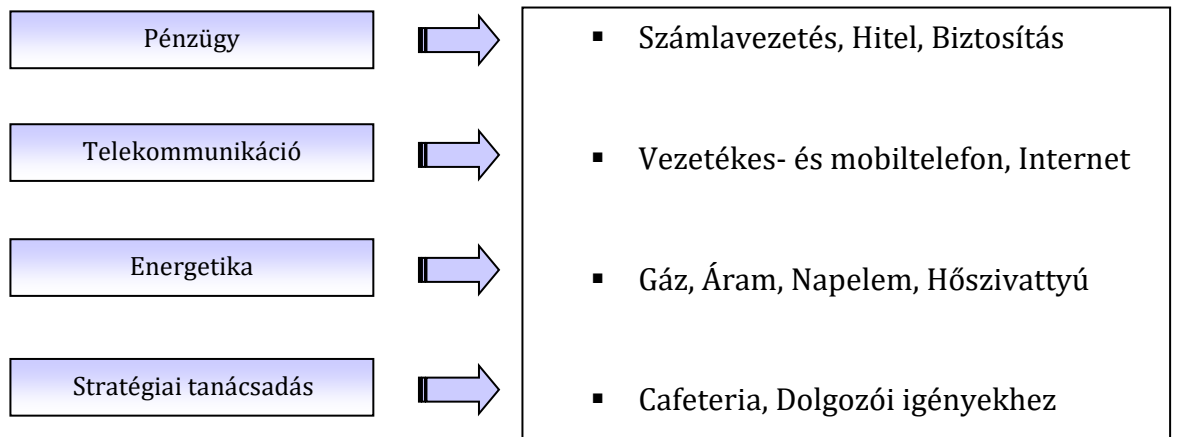 Pénzügy
▪ Számlavezetés, Hitel, Biztosítás
Telekommunikáció
▪ Vezetékes- és mobiltelefon, Internet
Energetika
▪ Gáz, Áram, Napelem, Hőszivattyú
Stratégiai tanácsadás
▪ Cafeteria, Dolgozói igényekhez